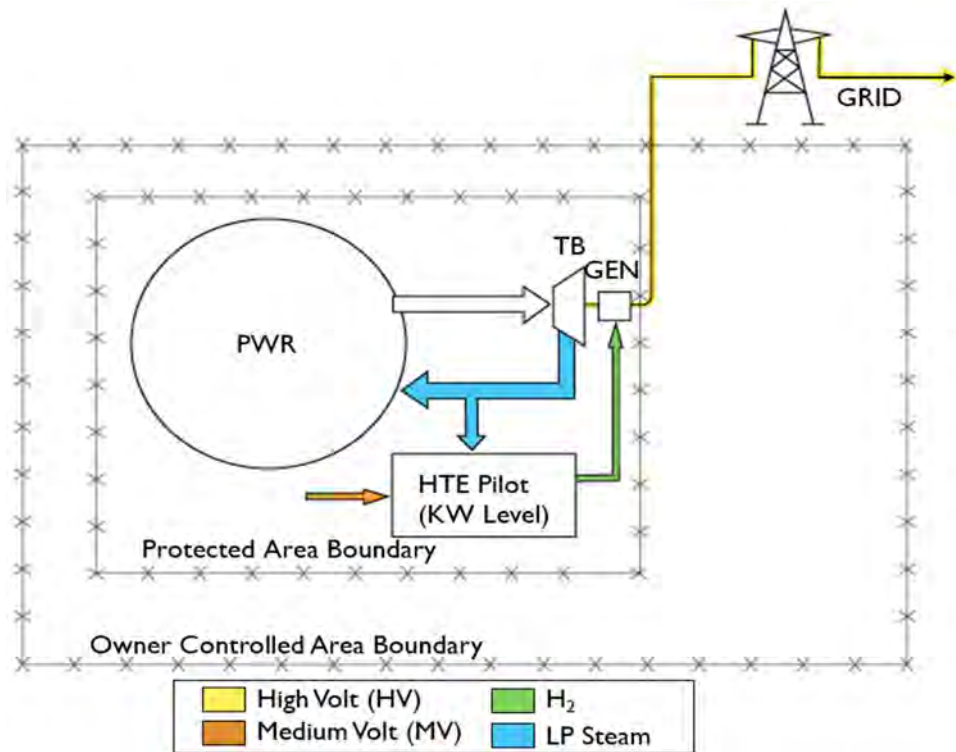 GRID
TB
GEN
PWR
HTE Pilot
(KW Level)
Protected Area Boundary
Owner Controlled Area Boundary
High Volt (HV)
H₂
Medium Volt (MV)
LP Steam